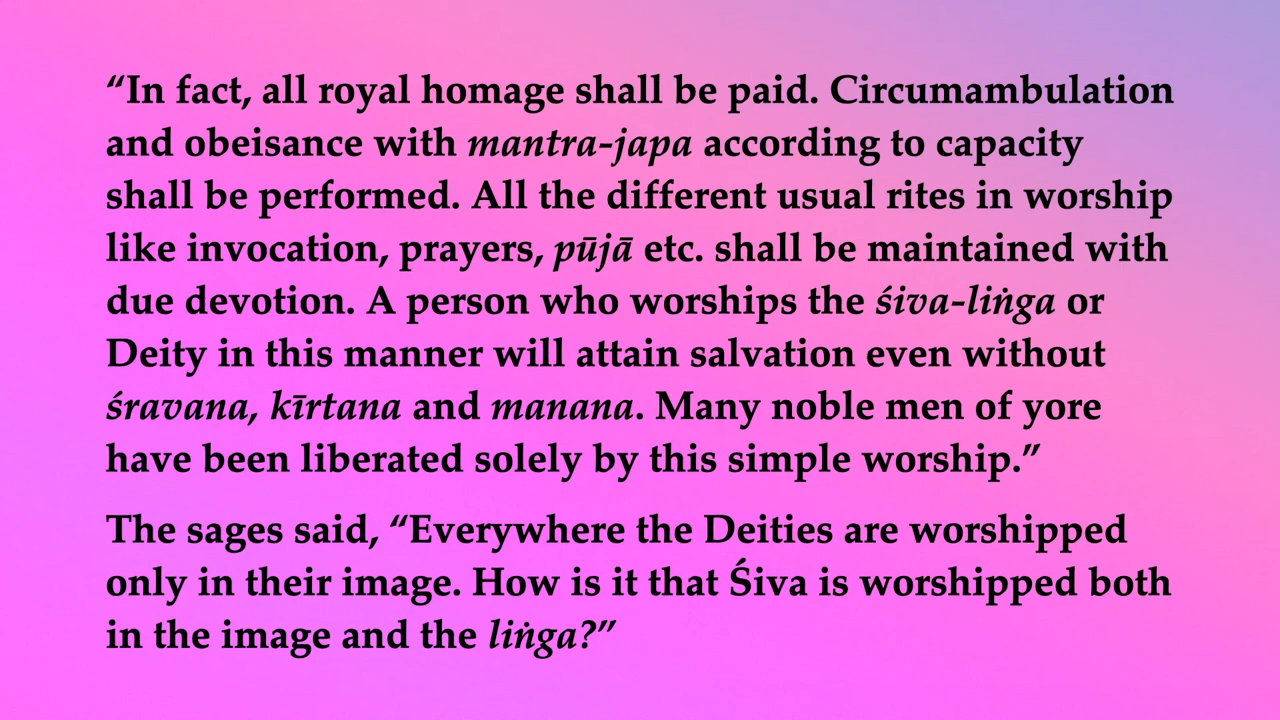 “In fact, all royal homage shall be paid. Circumambulation
and obeisance with mantra-japa according to capacity
shall be performed. All the different usual rites in worship
like invocation, prayers, pūjā etc. shall be maintained with
due devotion. A person who worships the śiva-liṅga or
Deity in this manner will attain salvation even without
śravana, kīrtana and manana. Many noble men of yore
have been liberated solely by this simple worship.”
The sages said, “Everywhere the Deities are worshipped
only in their image. How is it that Śiva is worshipped both
in the image and the liṅga?”